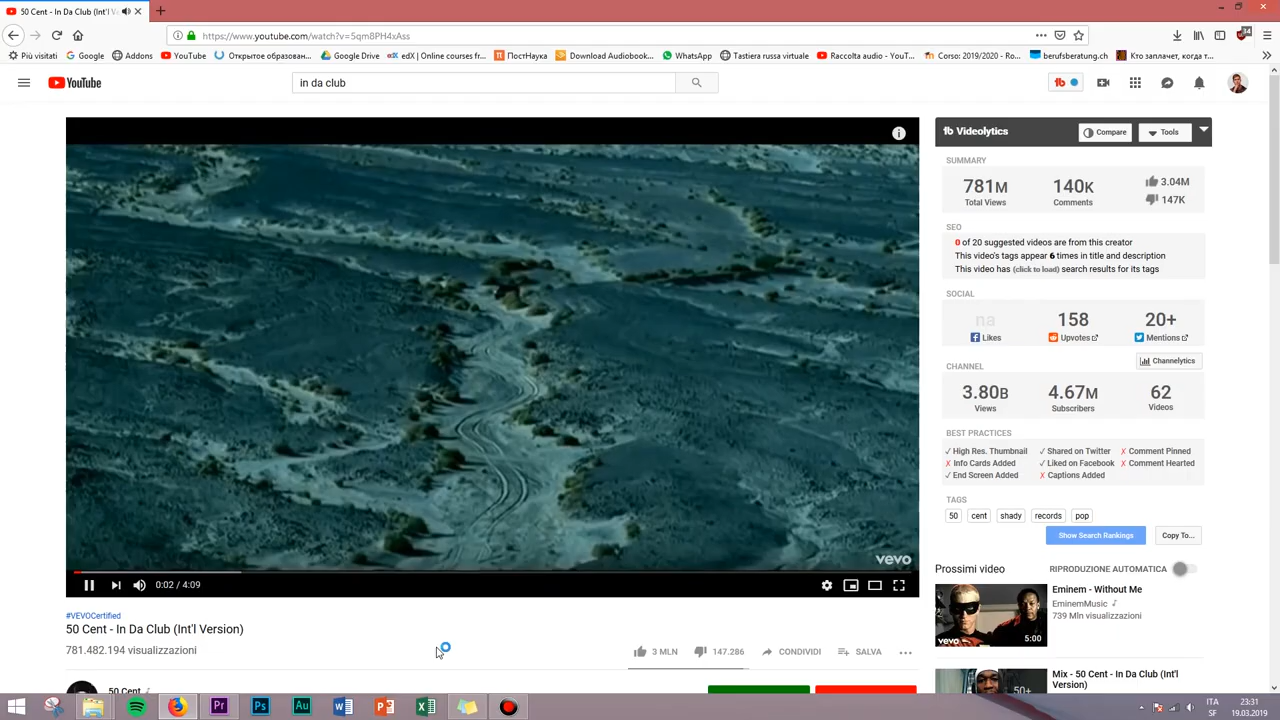 50 Cent - In Da Club (Int'l V
https://www.youtube.com/watch?v=5qm8PH4xAss
Più visitati
Google
Addons
YouTube
Открытое образован...
Google Drive
edX | Online courses fr...
ПостНаука
Download Audiobook...
WhatsApp
Tastiera russa virtuale
Raccolta audio - YouT...
Corso: 2019/2020 - Ro...
berufsberatung.ch
Кто заплачет, когда т...
YouTube
in da club
Videolytics
Compare
Tools
SUMMARY
781M
140K
3.04M
Total Views
Comments
147K
SEO
0 of 20 suggested videos are from this creator
This video's tags appear 6 times in title and description
This video has (click to load) search results for its tags
SOCIAL
na
158
20+
Likes
Upvotes
Mentions
Channelytics
CHANNEL
3.80B
4.67M
62
Views
Subscribers
Videos
BEST PRACTICES
✓ High Res. Thumbnail
✓ Shared on Twitter
✗ Comment Pinned
✗ Info Cards Added
✓ Liked on Facebook
✗ Comment Hearted
✓ End Screen Added
✗ Captions Added
TAGS
50
cent
shady
records
pop
Show Search Rankings
Copy To...
vevo
0:02 / 4:09
Prossimi video
RIPRODUZIONE AUTOMATICA
Eminem - Without Me
EminemMusic
739 Mln visualizzazioni
vevo
5:00
#VEVOCertified
50 Cent - In Da Club (Int'l Version)
781.482.194 visualizzazioni
3 MLN
147.286
CONDIVIDI
SALVA
Mix - 50 Cent - In Da Club (Int'l
Version)
50+
50 Cent
ITA
23:31
SF
19.03.2019